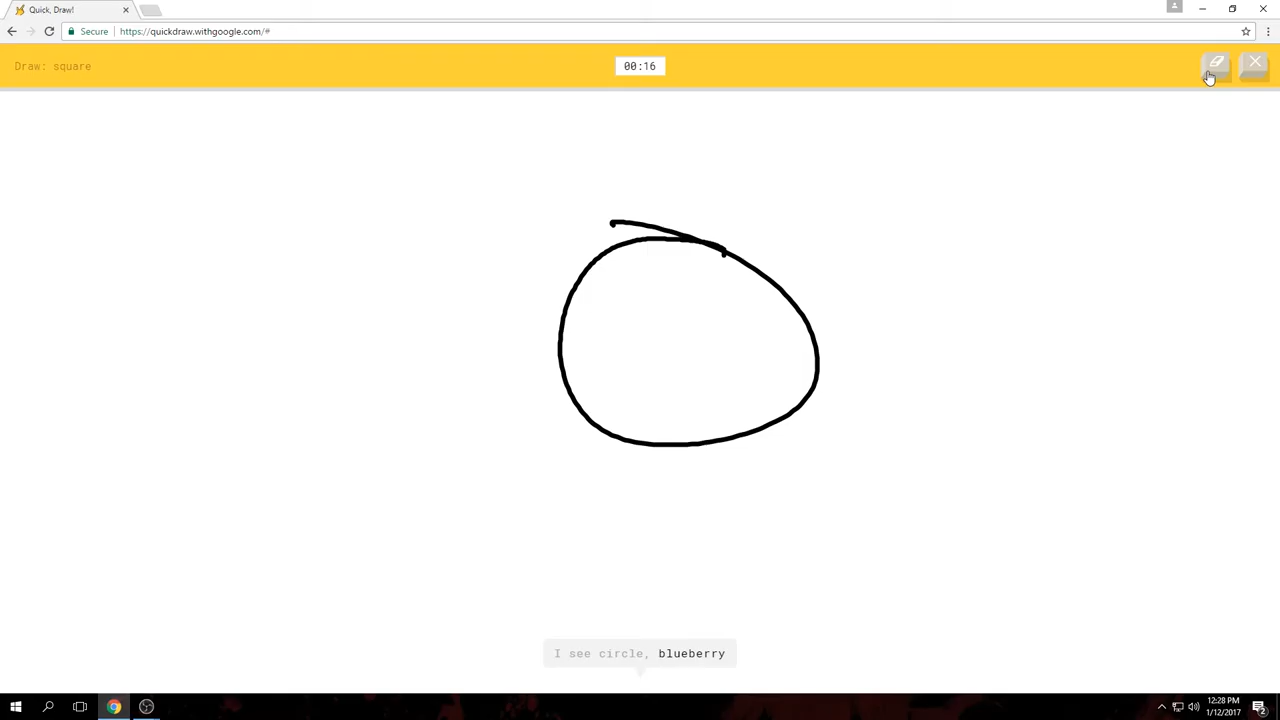 Quick, Draw!
Secure https://quickdraw.withgoogle.com/#
Draw: square
00:16
I see circle, blueberry
12:28 PM
1/12/2017
2